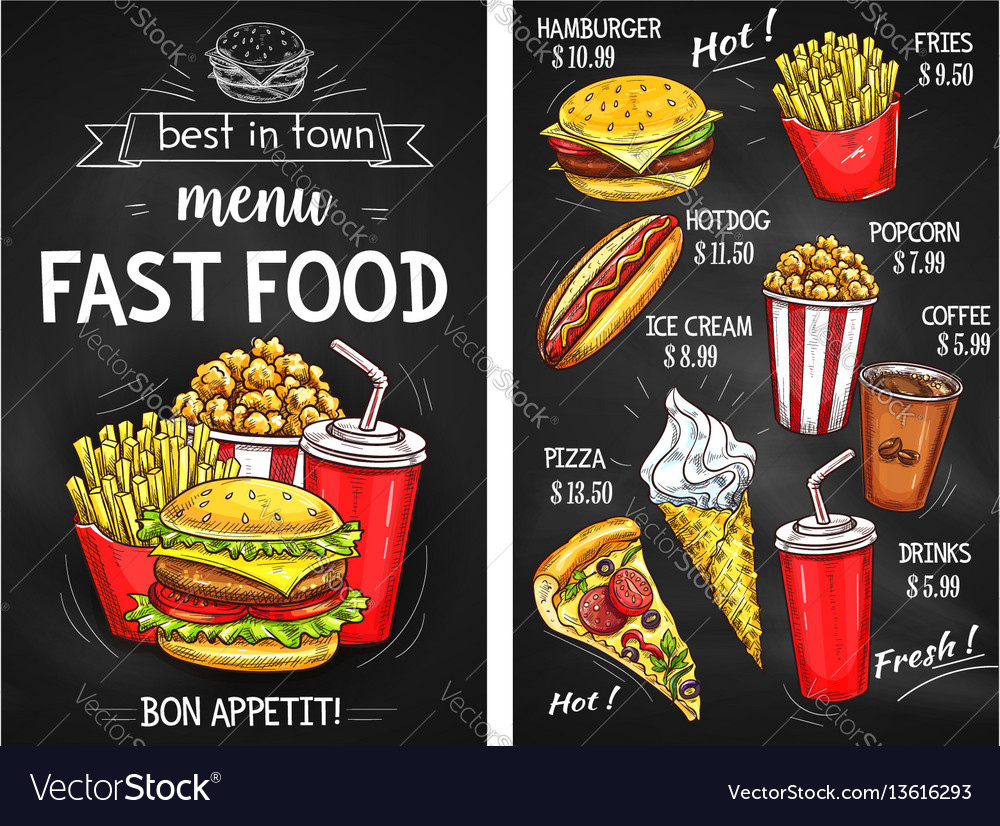 best in town
menu
FAST FOOD
BON APPETIT!
HAMBURGER
$ 10.99
Hot !
FRIES
$ 9.50
HOTDOG
$ 11.50
POPCORN
$ 7.99
ICE CREAM
$ 8.99
COFFEE
$ 5.99
PIZZA
$ 13.50
DRINKS
$ 5.99
Fresh !
Hot !
VectorStock®
VectorStock.com/13616293